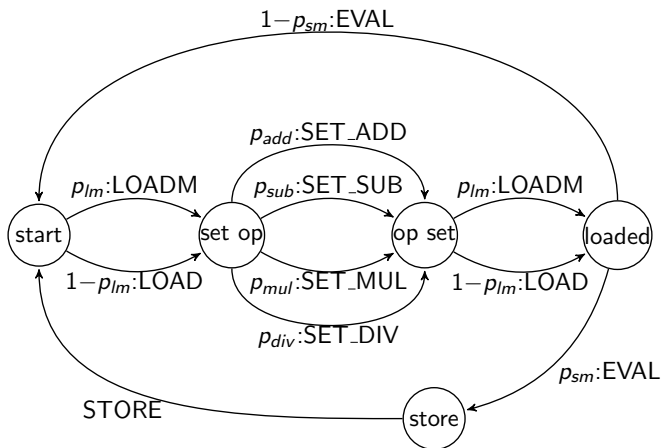 1−p_sm:EVAL
p_add:SET_ADD
p_lm:LOADM
p_sub:SET_SUB
p_lm:LOADM
start
set op
op set
loaded
1−p_lm:LOAD
p_mul:SET_MUL
1−p_lm:LOAD
p_div:SET_DIV
p_sm:EVAL
STORE
store